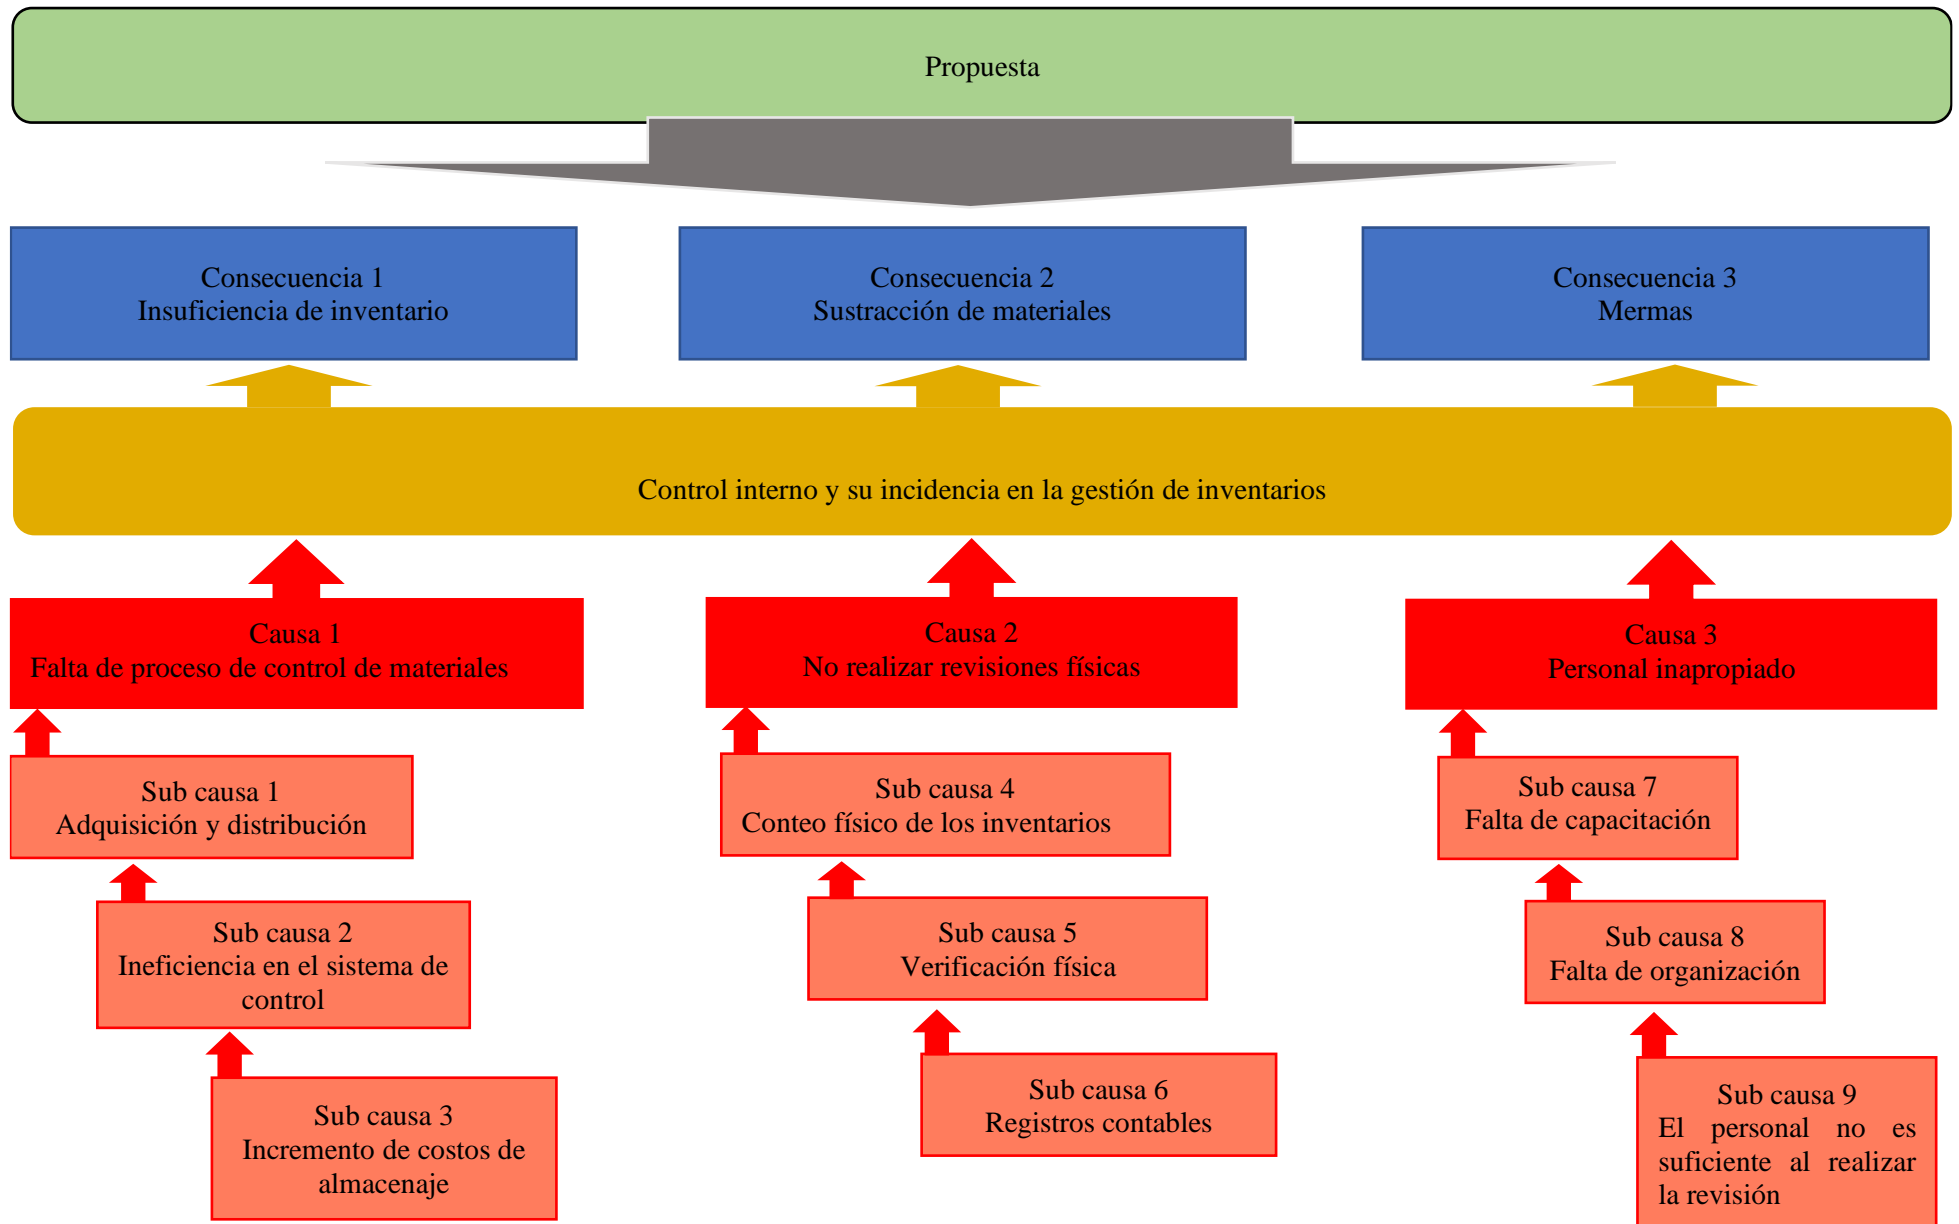 Propuesta
Consecuencia 1
Insuficiencia de inventario
Consecuencia 2
Sustracción de materiales
Consecuencia 3
Mermas
Control interno y su incidencia en la gestión de inventarios
Causa 1
Falta de proceso de control de materiales
Causa 2
No realizar revisiones físicas
Causa 3
Personal inapropiado
Sub causa 1
Adquisición y distribución
Sub causa 4
Conteo físico de los inventarios
Sub causa 7
Falta de capacitación
Sub causa 2
Ineficiencia en el sistema de
control
Sub causa 5
Verificación física
Sub causa 8
Falta de organización
Sub causa 3
Incremento de costos de
almacenaje
Sub causa 6
Registros contables
Sub causa 9
El personal no es
suficiente al realizar
la revisión